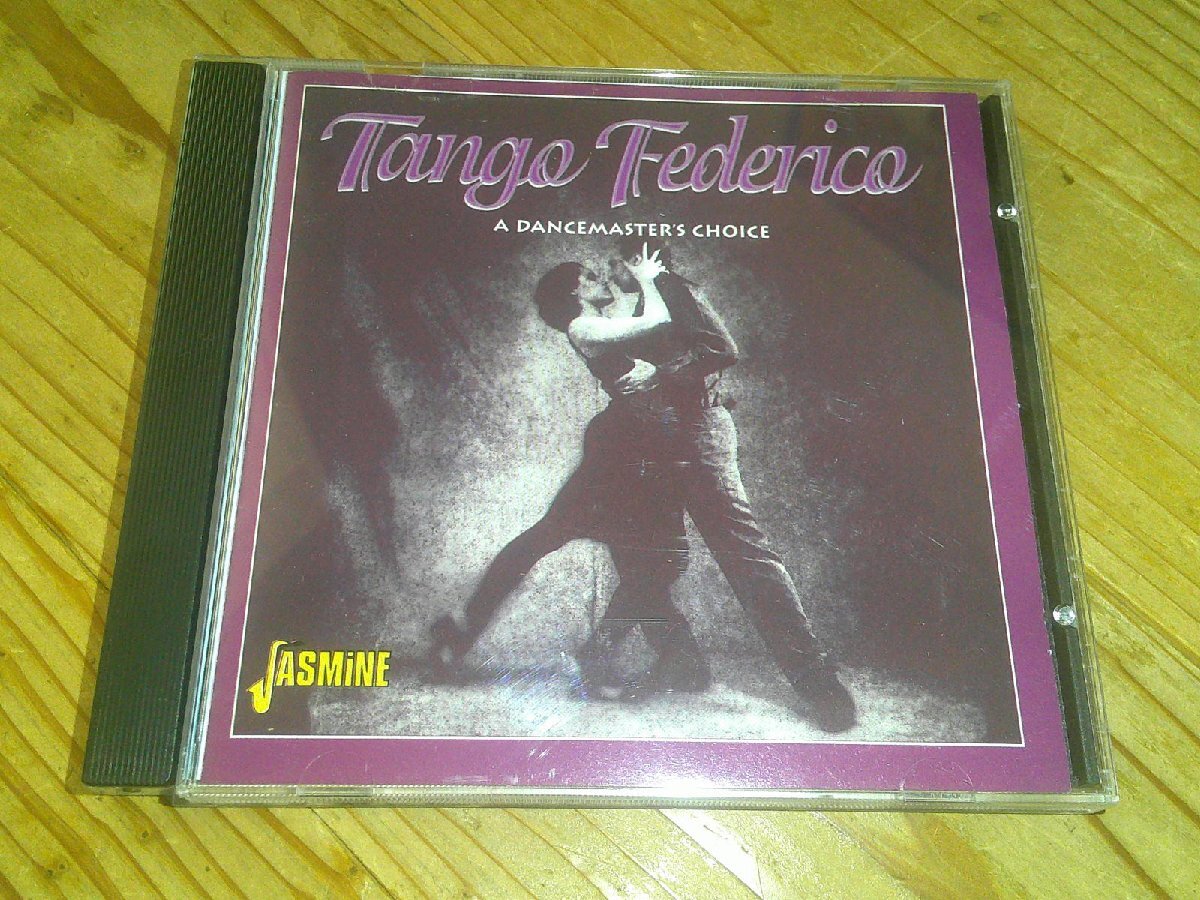 Tango Federico
A DANCEMASTER'S CHOICE
JASMiNE